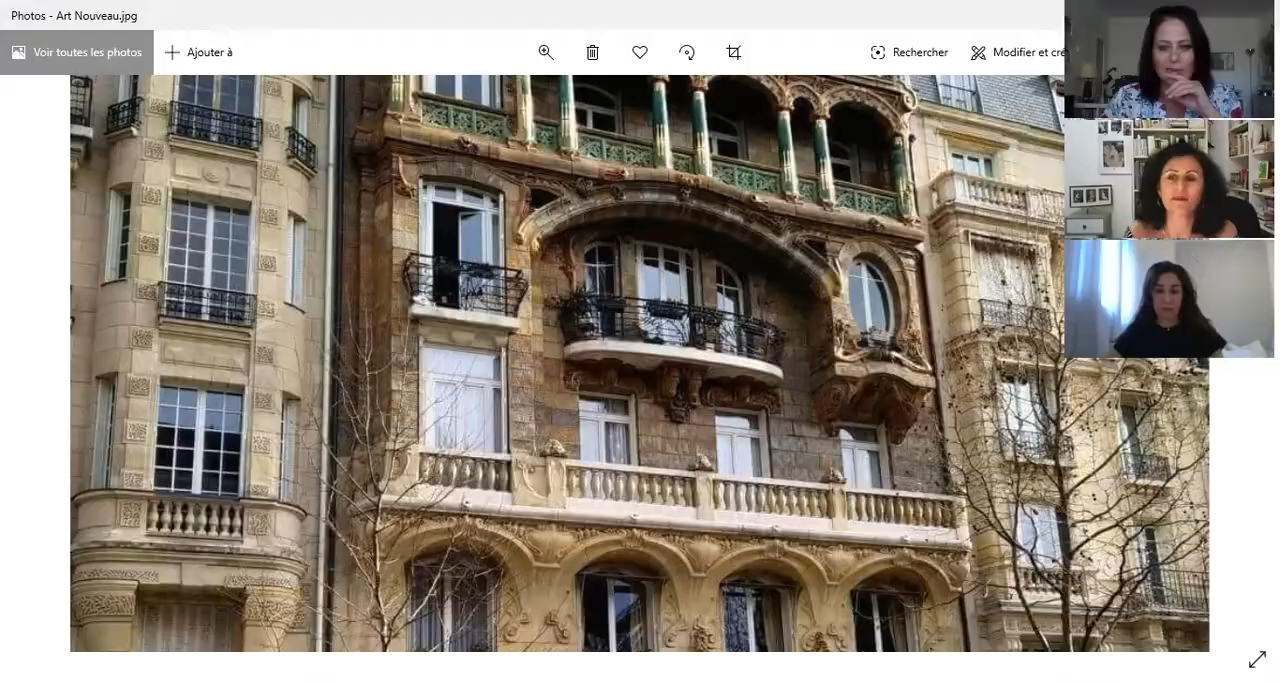 Photos - Art Nouveau.jpg
Voir toutes les photos
Ajouter à
Rechercher
Modifier et cré